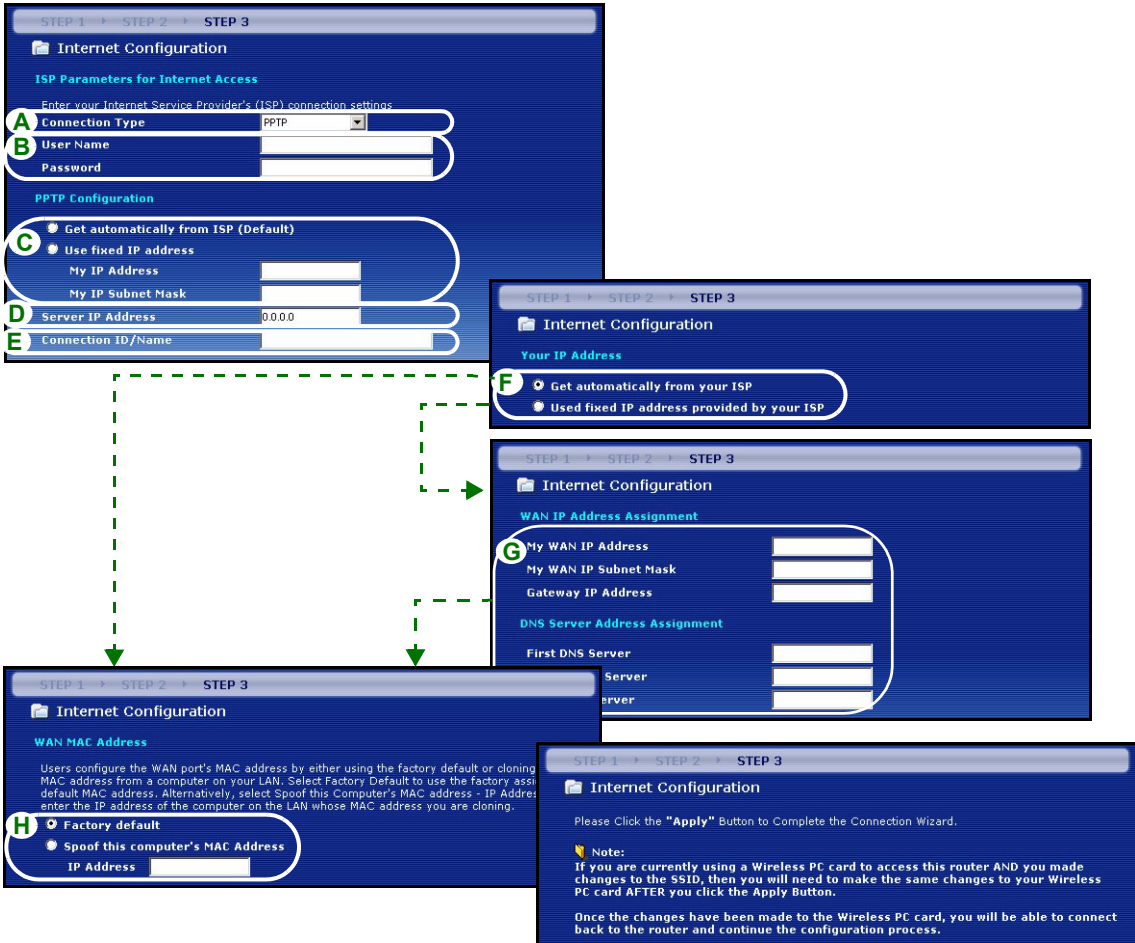 STEP 1 STEP 2 STEP 3
Internet Configuration
ISP Parameters for Internet Access
Enter your Internet Service Provider's (ISP) connection settings
A Connection Type PPTP
B User Name
Password
PPTP Configuration
C Get automatically from ISP (Default)
Use fixed IP address
My IP Address
My IP Subnet Mask
D Server IP Address 0.0.0.0
E Connection ID/Name
STEP 1 STEP 2 STEP 3
Internet Configuration
Your IP Address
F Get automatically from your ISP
Used fixed IP address provided by your ISP
STEP 1 STEP 2 STEP 3
Internet Configuration
WAN IP Address Assignment
G My WAN IP Address
My WAN IP Subnet Mask
Gateway IP Address
DNS Server Address Assignment
First DNS Server
Server
erver
STEP 1 STEP 2 STEP 3
Internet Configuration
WAN MAC Address
Users configure the WAN port's MAC address by either using the factory default or cloning
MAC address from a computer on your LAN. Select Factory Default to use the factory assi
default MAC address. Alternatively, select Spoof this Computer's MAC address - IP Addres
enter the IP address of the computer on the LAN whose MAC address you are cloning.
H Factory default
Spoof this computer's MAC Address
IP Address
STEP 1 STEP 2 STEP 3
Internet Configuration
Please Click the "Apply" Button to Complete the Connection Wizard.
Note:
If you are currently using a Wireless PC card to access this router AND you made
changes to the SSID, then you will need to make the same changes to your Wireless
PC card AFTER you click the Apply Button.
Once the changes have been made to the Wireless PC card, you will be able to connect
back to the router and continue the configuration process.